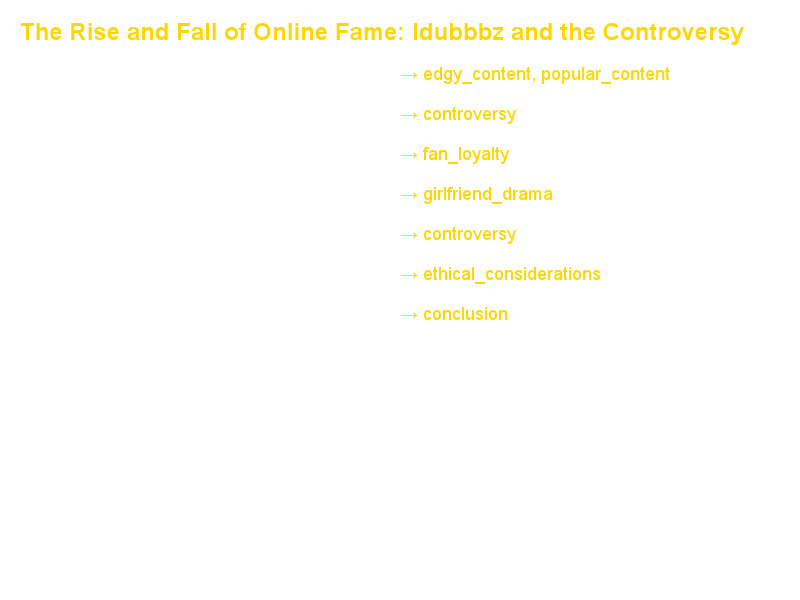 The Rise and Fall of Online Fame: Idubbbz and the Controversy
→ edgy_content, popular_content
→ controversy
→ fan_loyalty
→ girlfriend_drama
→ controversy
→ ethical_considerations
→ conclusion